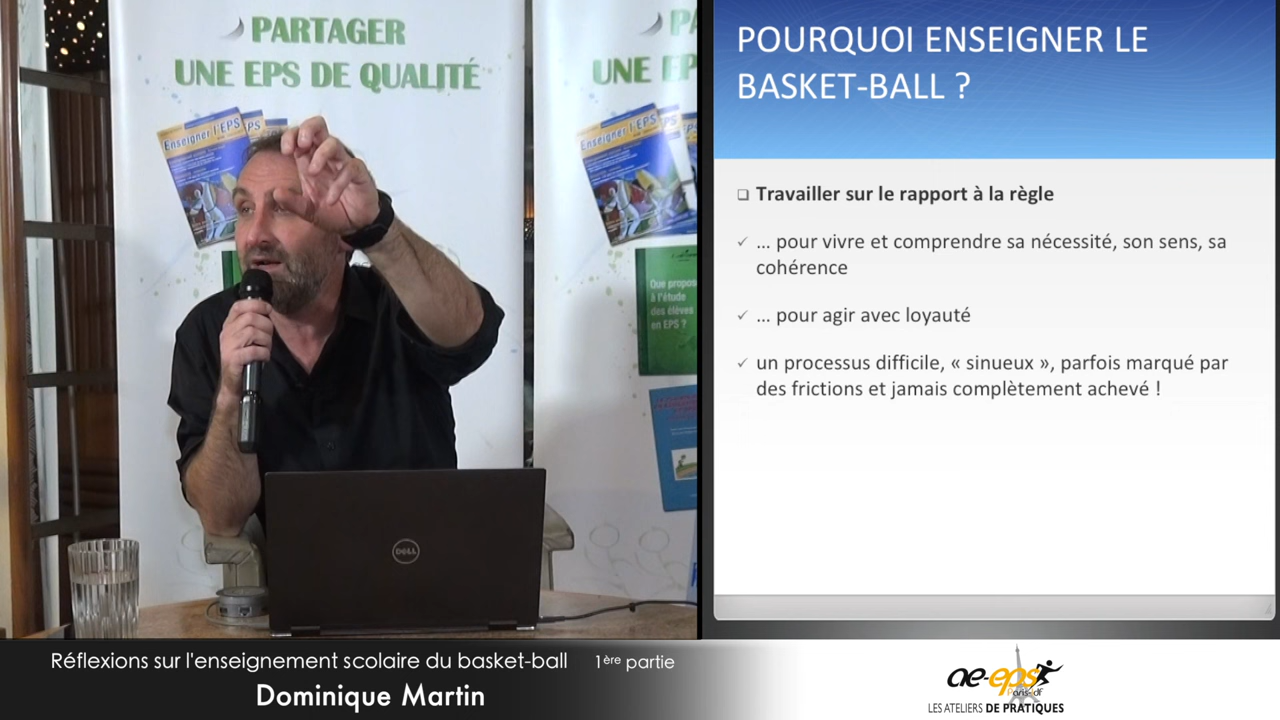 PARTAGER
UNE EPS DE QUALITÉ
Enseigner l'EPS
UNE EP
Enseigner l'EPS
Que propos
à l'étude
des élèves
en EPS ?
DELL
POURQUOI ENSEIGNER LE
BASKET-BALL ?
Travailler sur le rapport à la règle
... pour vivre et comprendre sa nécessité, son sens, sa
cohérence
... pour agir avec loyauté
un processus difficile, « sinueux », parfois marqué par
des frictions et jamais complètement achevé !
Réflexions sur l'enseignement scolaire du basket-ball 1ère partie
Dominique Martin
ae-eps
Paris-idf
LES ATELIERS DE PRATIQUES